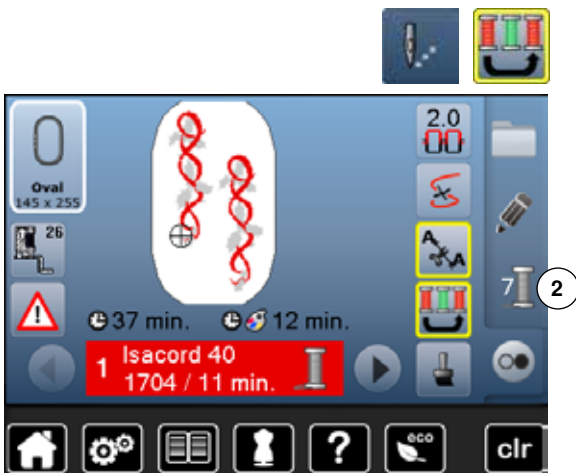 2.0
Oval
145 x 255
26
A
A
7
2
37 min.
12 min.
1
Isacord 40
1704 / 11 min.
?
eco
clr